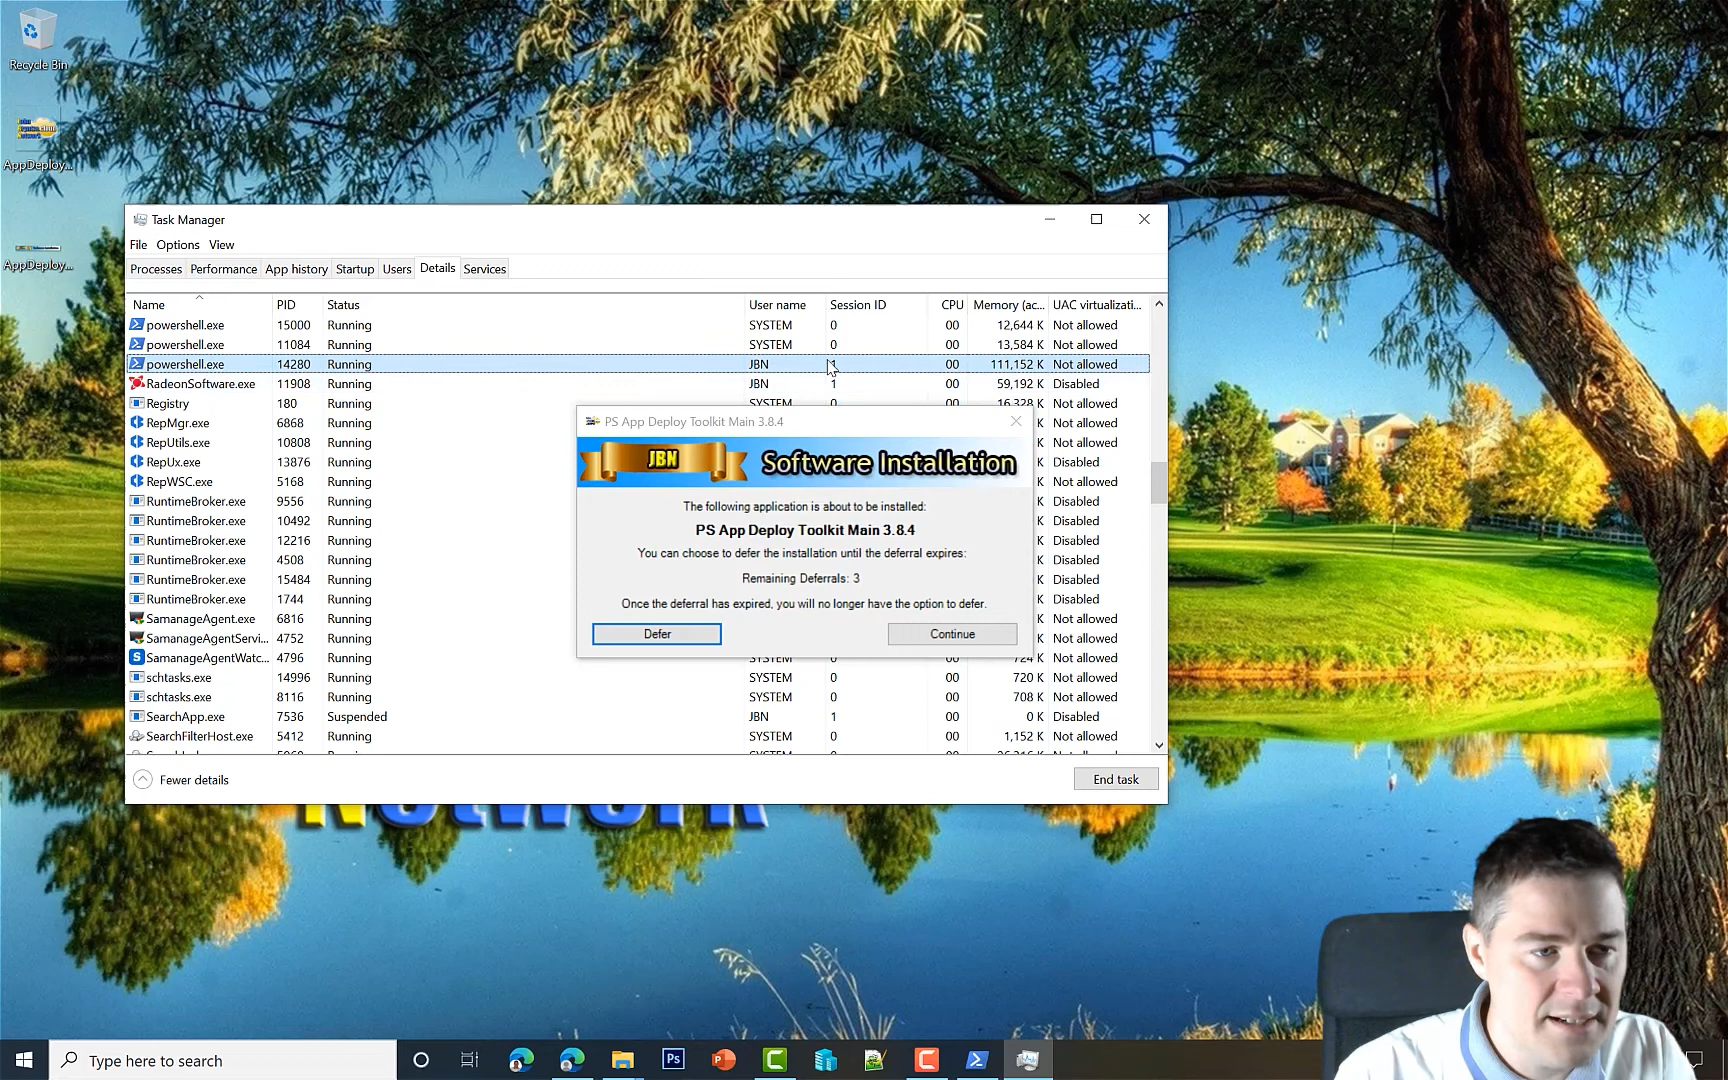 Recycle Bin
AppDeploy...
AppDeploy...
Task Manager
File Options View
Processes Performance App history Startup Users Details Services
Name PID Status User name Session ID CPU Memory (ac... UAC virtualizati...
powershell.exe 15000 Running SYSTEM 0 00 12,644 K Not allowed
powershell.exe 11084 Running SYSTEM 0 00 13,584 K Not allowed
powershell.exe 14280 Running JBN 1 00 111,152 K Not allowed
RadeonSoftware.exe 11908 Running JBN 1 00 59,192 K Disabled
Registry 180 Running SYSTEM 0 00 16,328 K Not allowed
RepMgr.exe 6868 Running K Not allowed
RepUtils.exe 10808 Running K Not allowed
RepUx.exe 13876 Running K Disabled
RepWSC.exe 5168 Running K Not allowed
RuntimeBroker.exe 9556 Running K Disabled
RuntimeBroker.exe 10492 Running K Disabled
RuntimeBroker.exe 12216 Running K Disabled
RuntimeBroker.exe 4508 Running K Disabled
RuntimeBroker.exe 15484 Running K Disabled
RuntimeBroker.exe 1744 Running K Disabled
SamanageAgent.exe 6816 Running K Not allowed
SamanageAgentServi... 4752 Running K Not allowed
SamanageAgentWatc... 4796 Running SYSTEM 0 00 724 K Not allowed
schtasks.exe 14996 Running SYSTEM 0 00 720 K Not allowed
schtasks.exe 8116 Running SYSTEM 0 00 708 K Not allowed
SearchApp.exe 7536 Suspended JBN 1 00 0 K Disabled
SearchFilterHost.exe 5412 Running SYSTEM 0 00 1,152 K Not allowed
Fewer details
End task
PS App Deploy Toolkit Main 3.8.4
JBN Software Installation
The following application is about to be installed:
PS App Deploy Toolkit Main 3.8.4
You can choose to defer the installation until the deferral expires:
Remaining Deferrals: 3
Once the deferral has expired, you will no longer have the option to defer.
Defer Continue
Network
Type here to search
Ps